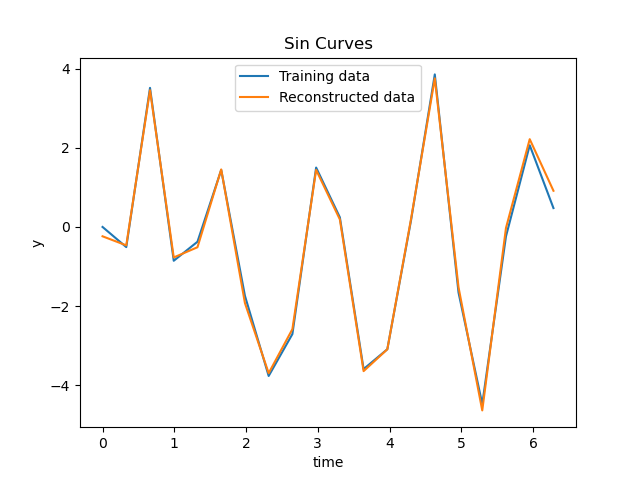 Sin Curves
Training data
Reconstructed data
4
2
0
−2
−4
y
0 1 2 3 4 5 6
time